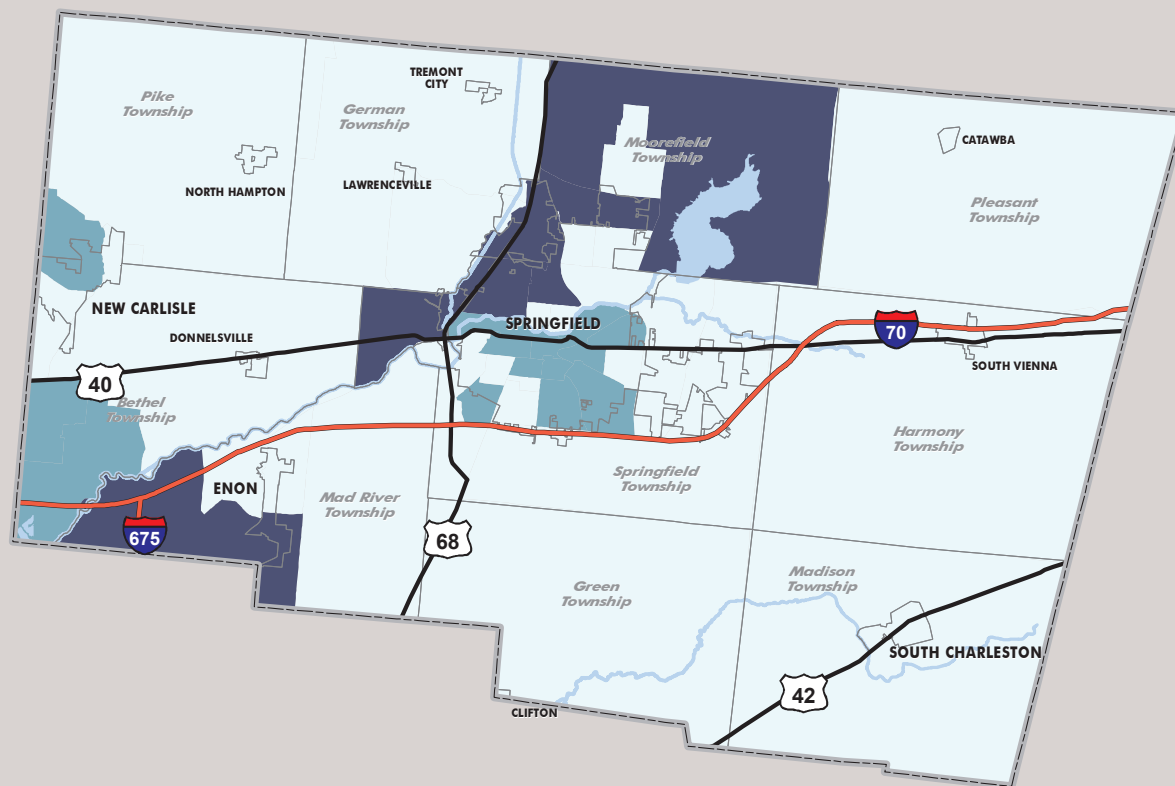 TREMONT
CITY
Pike
Township
German
Township
Moorefield
Township
CATAWBA
NORTH HAMPTON
LAWRENCEVILLE
Pleasant
Township
NEW CARLISLE
DONNELSVILLE
SPRINGFIELD
70
SOUTH VIENNA
40
Bethel
Township
Harmony
Township
ENON
Mad River
Township
Springfield
Township
675
68
Green
Township
Madison
Township
SOUTH CHARLESTON
42
CLIFTON